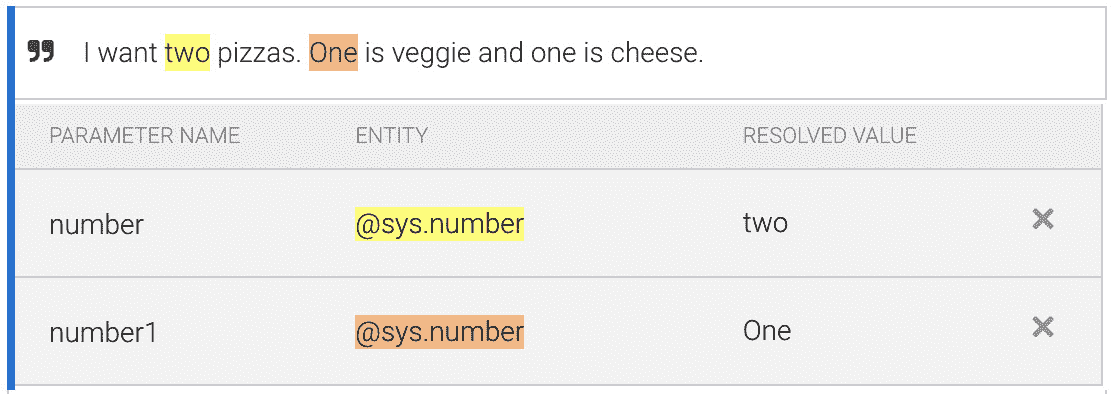 ❞ I want two pizzas. One is veggie and one is cheese.
PARAMETER NAME ENTITY RESOLVED VALUE
number @sys.number two ×
number1 @sys.number One ×